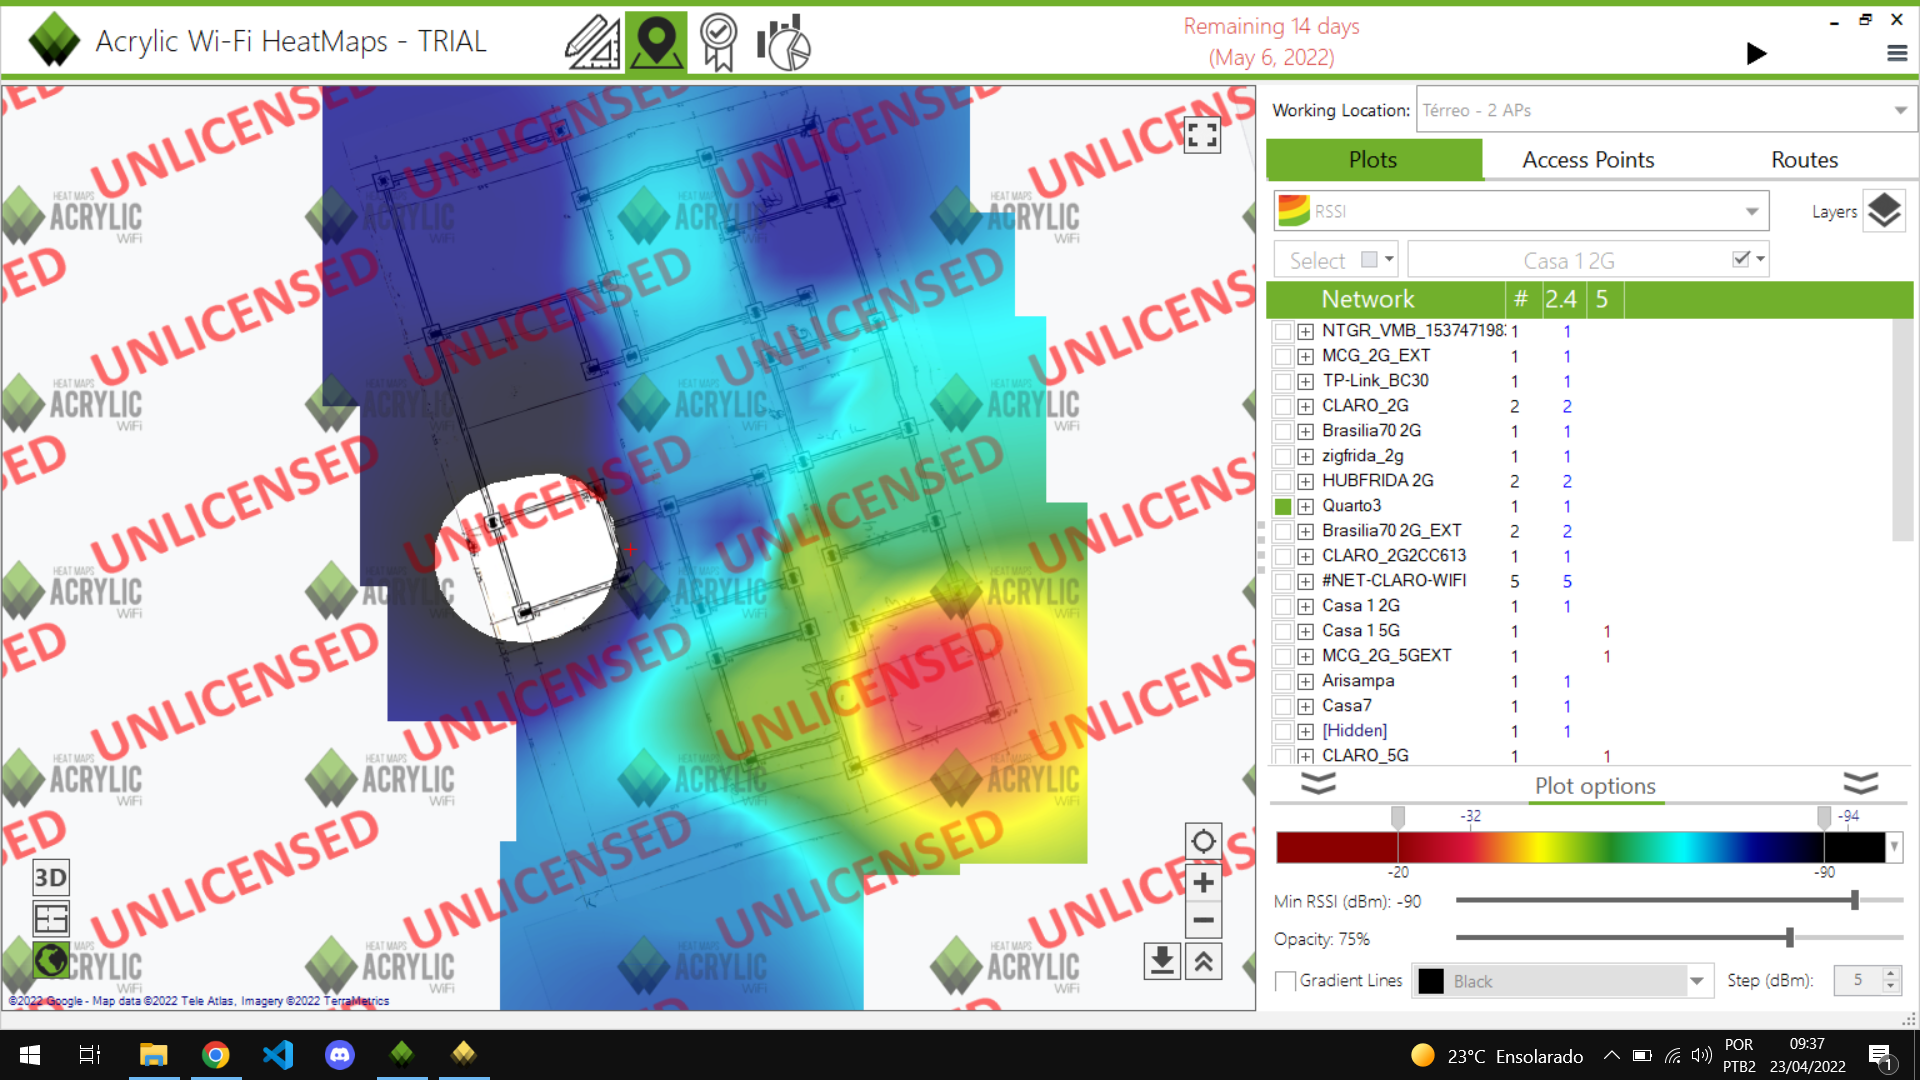 Acrylic Wi-Fi HeatMaps - TRIAL
Remaining 14 days
(May 6, 2022)
Working Location: Térreo - 2 APs
Plots Access Points Routes
RSSI
Layers
Select Casa 1 2G
Network # 2.4 5
NTGR_VMB_153747198 1 1
MCG_2G_EXT 1 1
TP-Link_BC30 1 1
CLARO_2G 2 2
Brasilia70 2G 1 1
zigfrida_2g 1 1
HUBFRIDA 2G 2 2
Quarto3 1 1
Brasilia70 2G_EXT 2 2
CLARO_2G2CC613 1 1
#NET-CLARO-WIFI 5 5
Casa 1 2G 1 1
Casa 1 5G 1 1
MCG_2G_5GEXT 1 1
Arisampa 1 1
Casa7 1 1
[Hidden] 1 1
CLARO_5G 1 1
Plot options
-32 -94
-20 -90
Min RSSI (dBm): -90
Opacity: 75%
Gradient Lines Black Step (dBm): 5
UNLICENSED
HEAT MAPS
ACRYLIC
WiFi
3D
©2022 Google - Map data ©2022 Tele Atlas, Imagery ©2022 TerraMetrics
23°C Ensolarado
POR
PTB2
09:37
23/04/2022
1